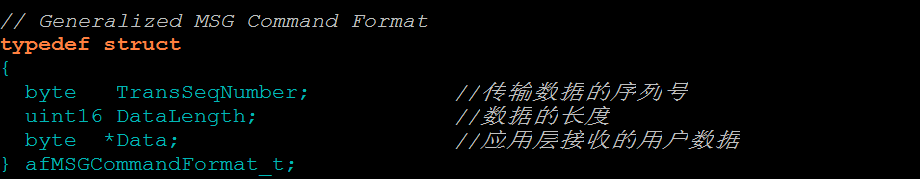 // Generalized MSG Command Format
typedef struct
{
byte TransSeqNumber; //传输数据的序列号
uint16 DataLength; //数据的长度
byte *Data; //应用层接收的用户数据
} afMSGCommandFormat_t;